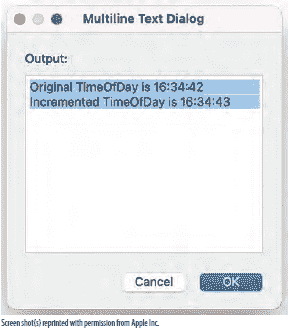 Multiline Text Dialog
Output:
Original TimeOfDay is 16:34:42
Incremented TimeOfDay is 16:34:43
Cancel
OK
Screen shot(s) reprinted with permission from Apple Inc.